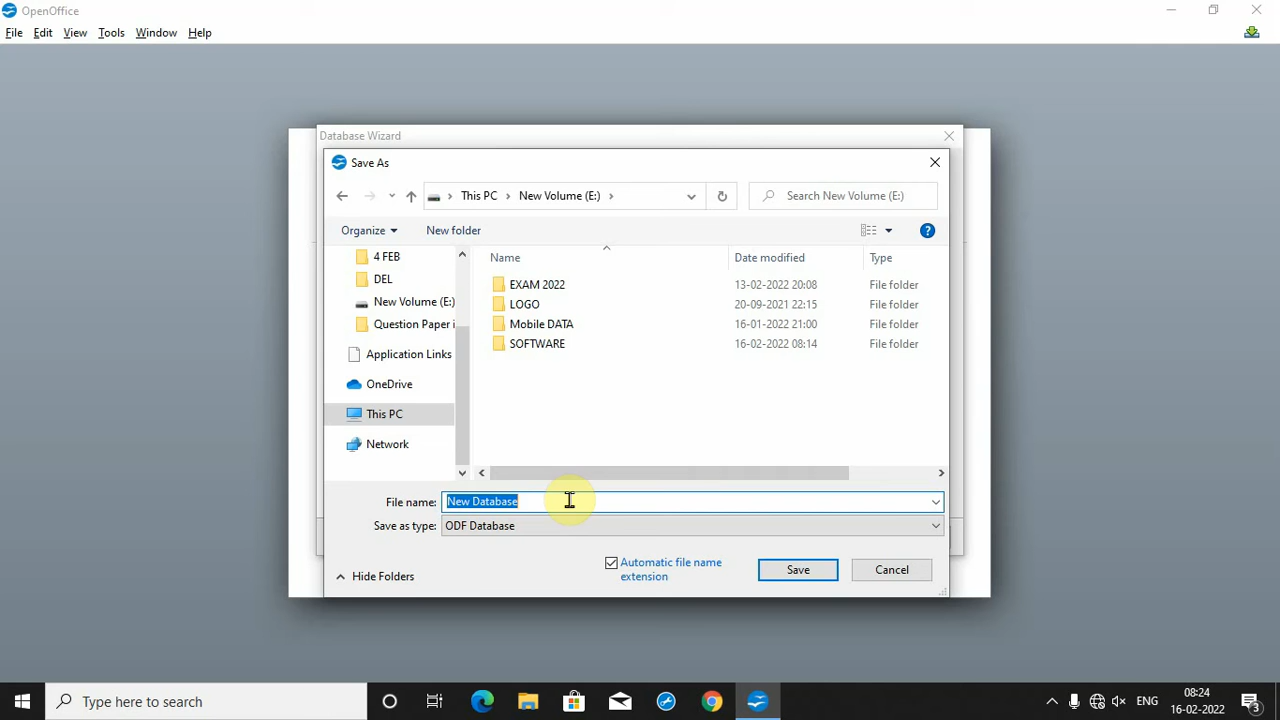 OpenOffice
File Edit View Tools Window Help
Database Wizard
Save As
This PC New Volume (E:) Search New Volume (E:)
Organize New folder
Name Date modified Type
4 FEB
DEL
New Volume (E:)
Question Paper i
Application Links
OneDrive
This PC
Network
EXAM 2022 13-02-2022 20:08 File folder
LOGO 20-09-2021 22:15 File folder
Mobile DATA 16-01-2022 21:00 File folder
SOFTWARE 16-02-2022 08:14 File folder
File name: New Database
Save as type: ODF Database
Automatic file name
extension
Hide Folders Save Cancel
Type here to search
ENG
08:24
16-02-2022
3